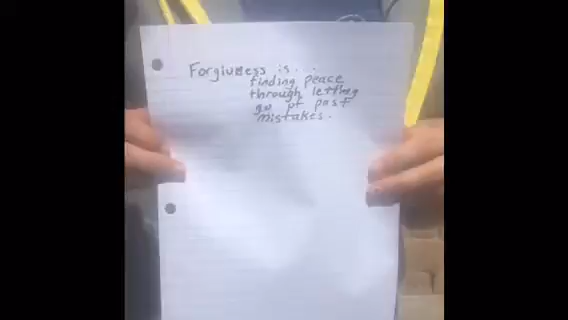 Forgiveness is...
finding peace
through letting
go of past
mistakes.